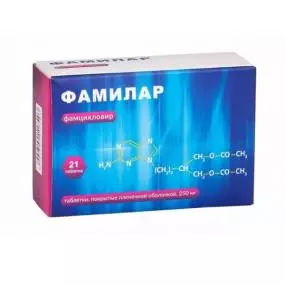 ФАМИЛАР
фамцикловир
21
таблетка
CH₂—O—CO—CH₃
(CH₂)₂—CH
CH₂—O—CO—CH₃
H₂N
N
N
N
N
таблетки, покрытые пленочной оболочкой, 250 мг